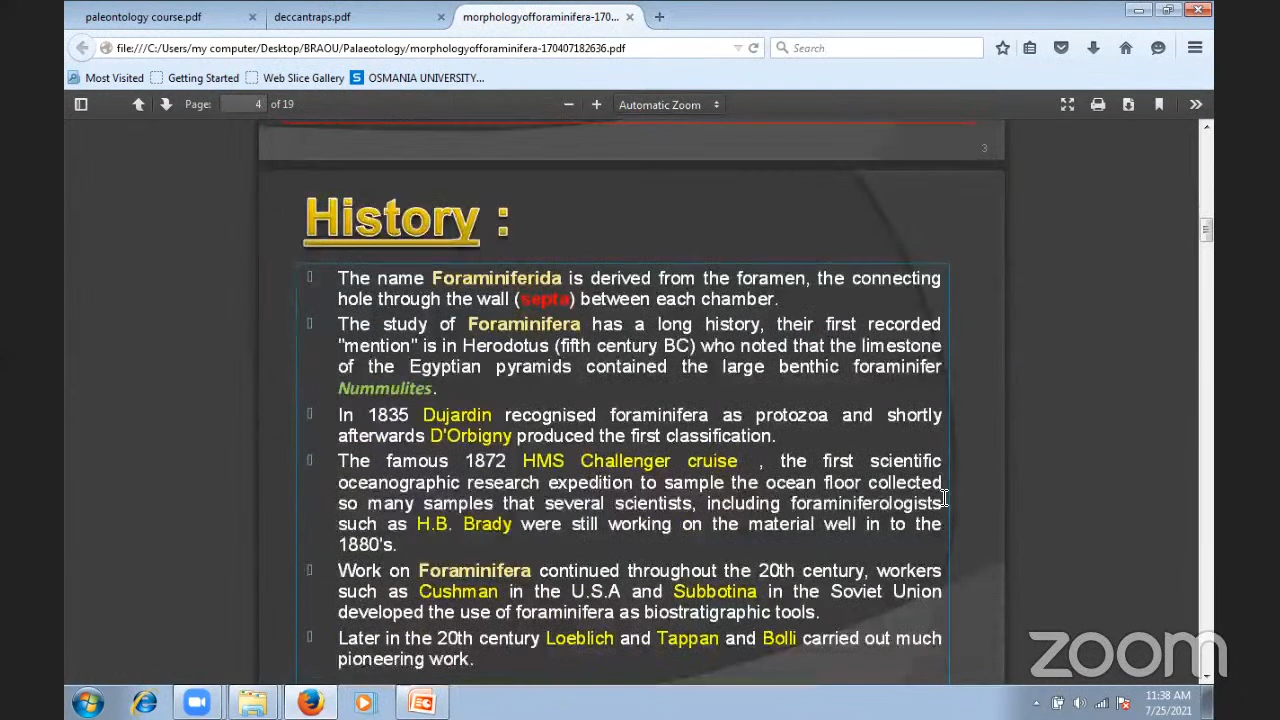 paleontology course.pdf
deccantraps.pdf
morphologyofforaminifera-170...
file:///C:/Users/my computer/Desktop/BRAOU/Palaeotology/morphologyofforaminifera-170407182636.pdf
Search
Most Visited
Getting Started
Web Slice Gallery
S OSMANIA UNIVERSITY...
Page: 4 of 19
Automatic Zoom
3
History :
The name Foraminiferida is derived from the foramen, the connecting
hole through the wall (septa) between each chamber.
The study of Foraminifera has a long history, their first recorded
"mention" is in Herodotus (fifth century BC) who noted that the limestone
of the Egyptian pyramids contained the large benthic foraminifer
Nummulites.
In 1835 Dujardin recognised foraminifera as protozoa and shortly
afterwards D'Orbigny produced the first classification.
The famous 1872 HMS Challenger cruise , the first scientific
oceanographic research expedition to sample the ocean floor collected
so many samples that several scientists, including foraminiferologists
such as H.B. Brady were still working on the material well in to the
1880's.
Work on Foraminifera continued throughout the 20th century, workers
such as Cushman in the U.S.A and Subbotina in the Soviet Union
developed the use of foraminifera as biostratigraphic tools.
Later in the 20th century Loeblich and Tappan and Bolli carried out much
pioneering work.
zoom
11:38 AM
7/25/2021